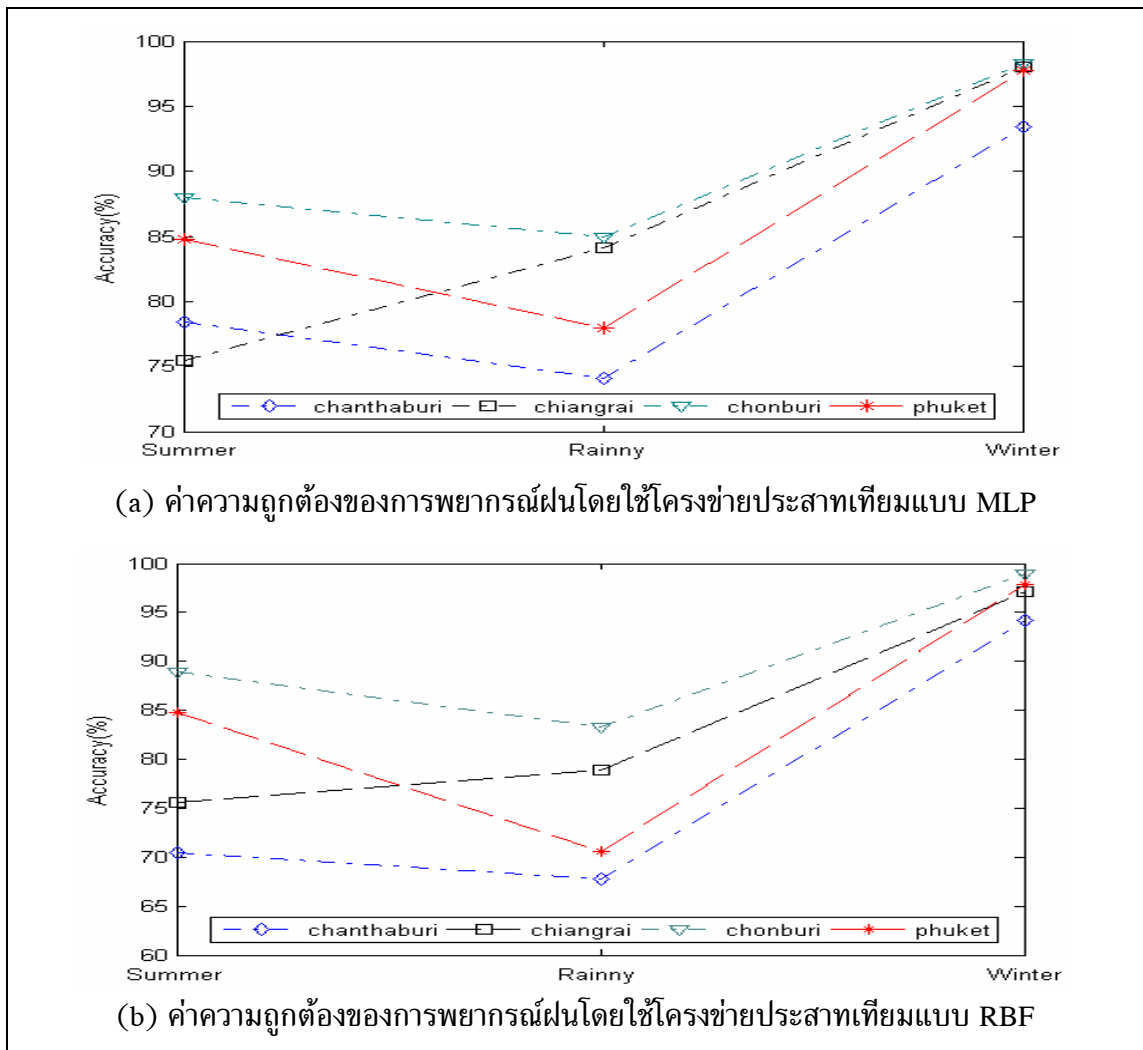 100
95
90
85
80
75
70
Accuracy(%)
chanthaburi chiangrai chonburi phuket
Summer Rainny Winter
(a) ค่าความถูกต้องของการพยากรณ์ฝนโดยใช้โครงข่ายประสาทเทียมแบบ MLP
100
95
90
85
80
75
70
65
60
Accuracy(%)
chanthaburi chiangrai chonburi phuket
Summer Rainny Winter
(b) ค่าความถูกต้องของการพยากรณ์ฝนโดยใช้โครงข่ายประสาทเทียมแบบ RBF